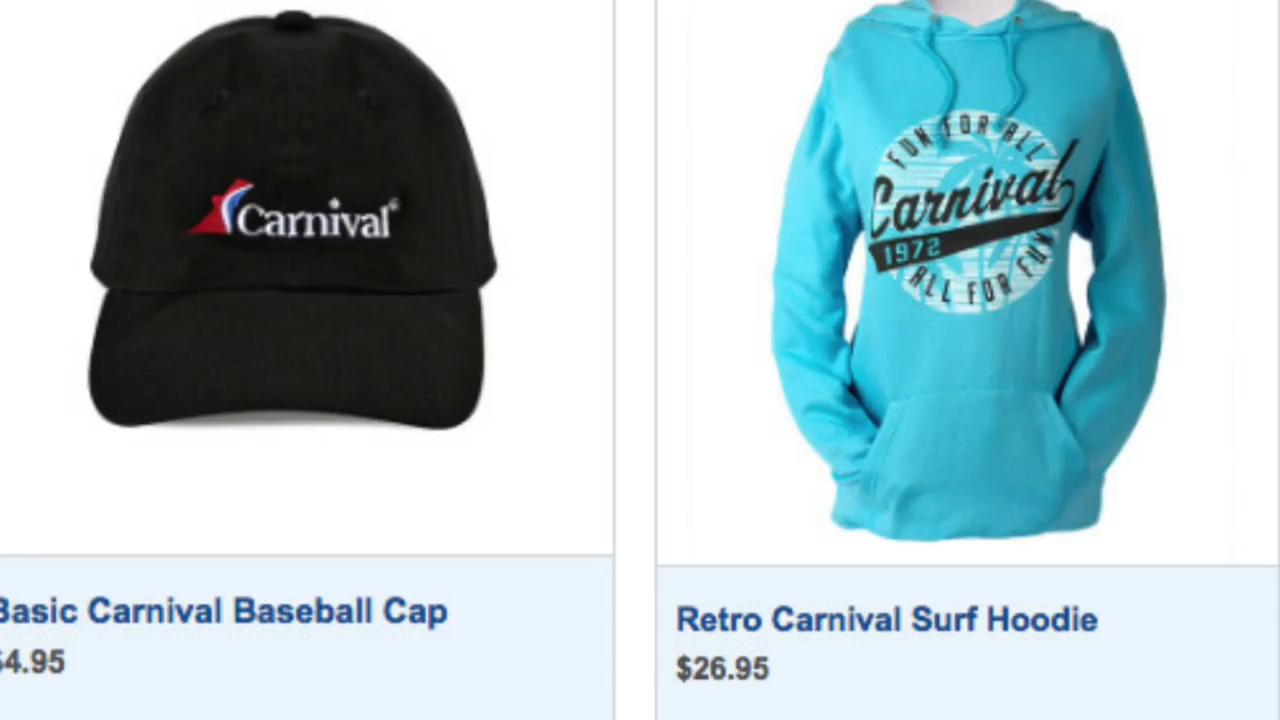 Carnival®
FUN FOR ALL
Carnival
1972
ALL FOR FUN
Basic Carnival Baseball Cap
$4.95
Retro Carnival Surf Hoodie
$26.95